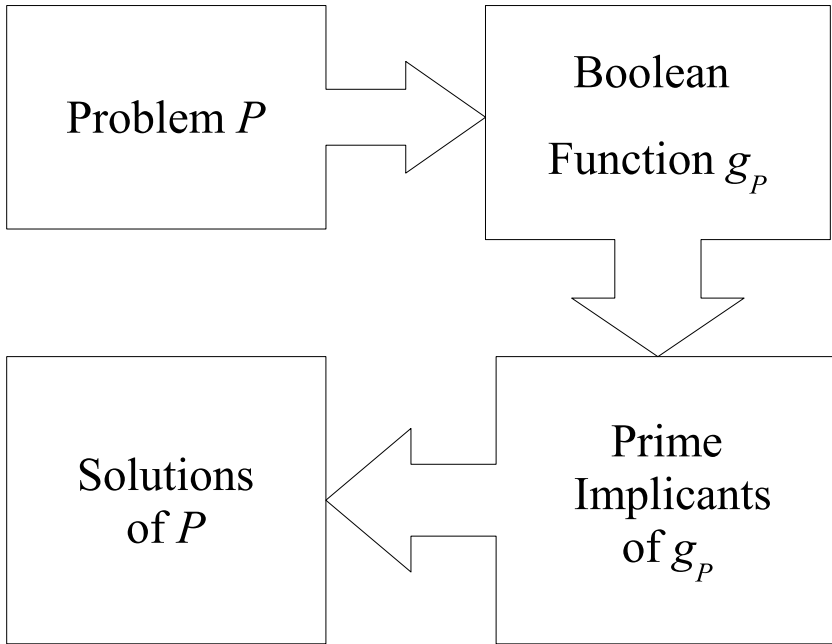 Problem P
Boolean
Function g_P
Prime
Implicants
of g_P
Solutions
of P